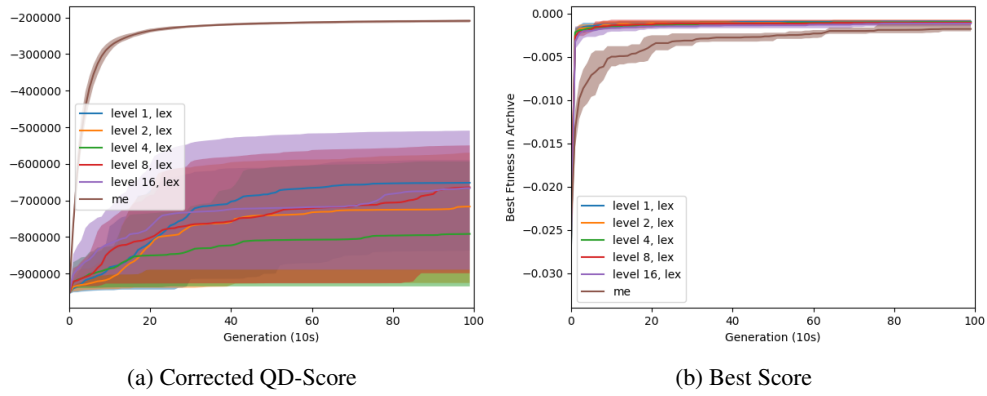 −200000
−300000
−400000
−500000
−600000
−700000
−800000
−900000
level 1, lex
level 2, lex
level 4, lex
level 8, lex
level 16, lex
me
0 20 40 60 80 100
Generation (10s)
(a) Corrected QD-Score
Best Ftiness in Archive
0.000
−0.005
−0.010
−0.015
−0.020
−0.025
−0.030
level 1, lex
level 2, lex
level 4, lex
level 8, lex
level 16, lex
me
0 20 40 60 80 100
Generation (10s)
(b) Best Score